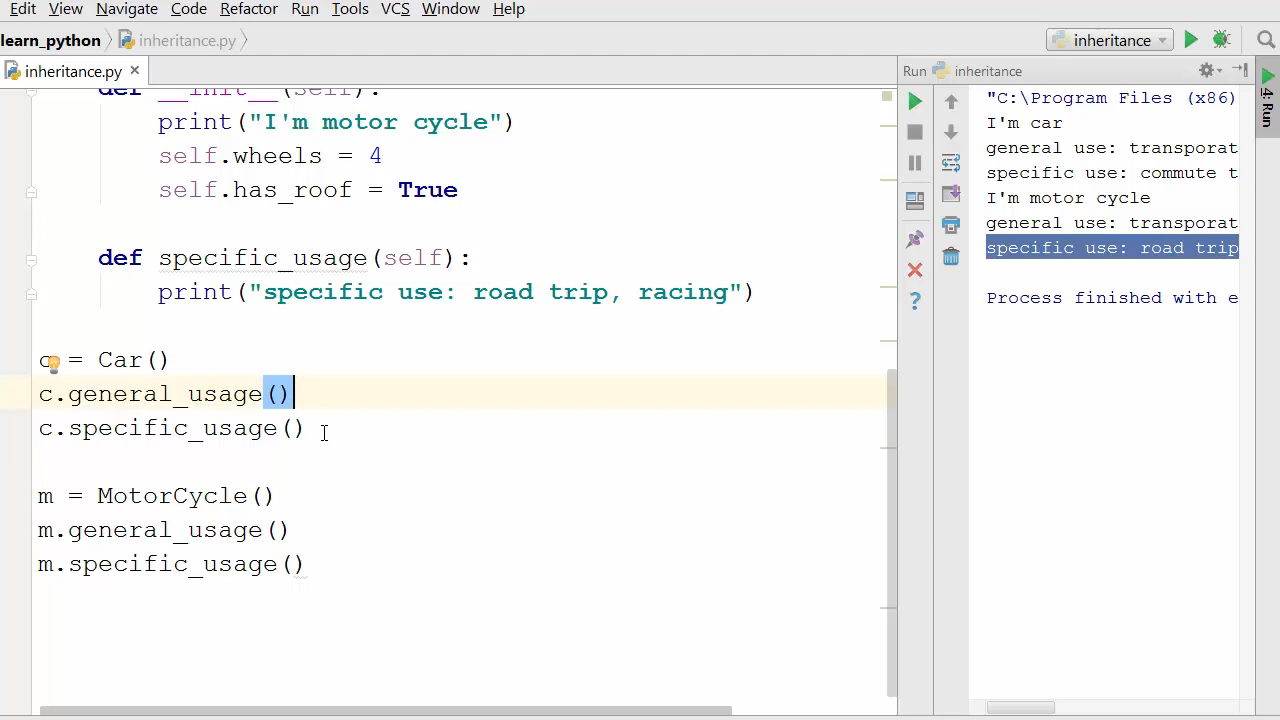 Edit View Navigate Code Refactor Run Tools VCS Window Help
learn_python inheritance.py inheritance
inheritance.py
def __init__(self):
print("I'm motor cycle")
self.wheels = 4
self.has_roof = True
def specific_usage(self):
print("specific use: road trip, racing")
c = Car()
c.general_usage()
c.specific_usage()
m = MotorCycle()
m.general_usage()
m.specific_usage()
Run inheritance
"C:\Program Files (x86)
I'm car
general use: transporat
specific use: commute t
I'm motor cycle
general use: transporat
specific use: road trip
Process finished with e
4: Run